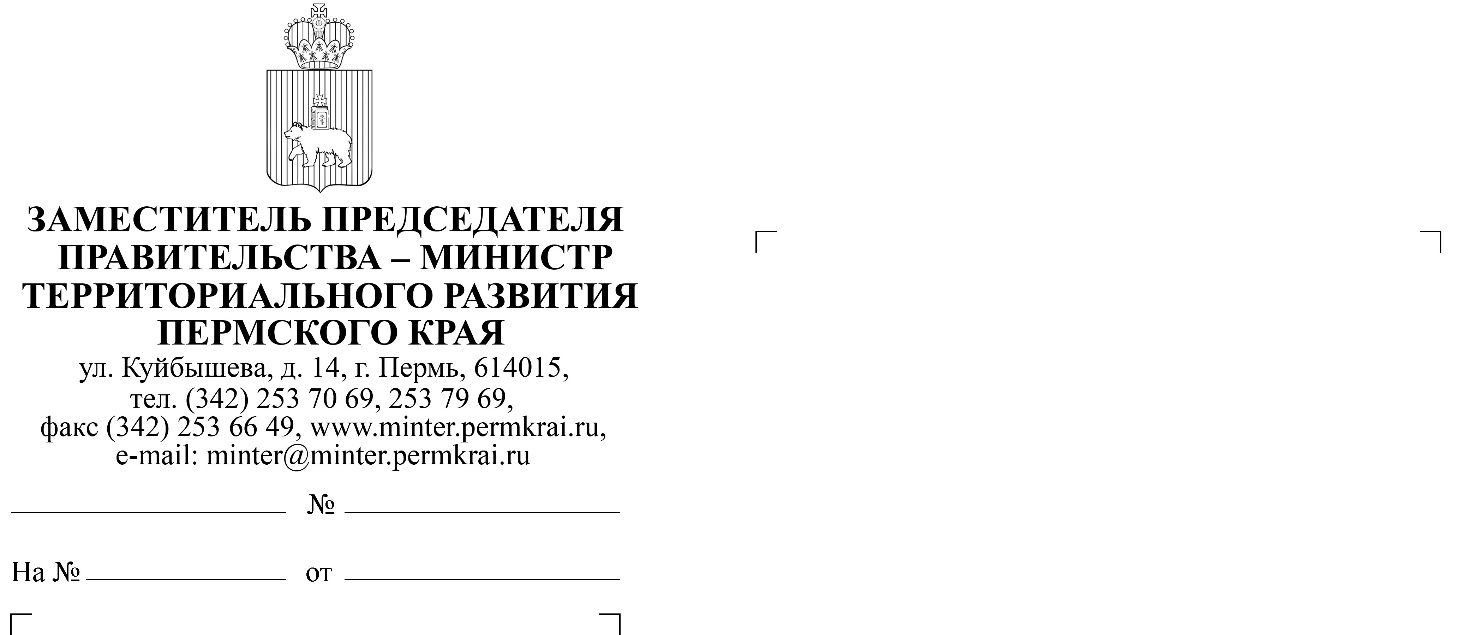 ЗАМЕСТИТЕЛЬ ПРЕДСЕДАТЕЛЯ
ПРАВИТЕЛЬСТВА – МИНИСТР
ТЕРРИТОРИАЛЬНОГО РАЗВИТИЯ
ПЕРМСКОГО КРАЯ
ул. Куйбышева, д. 14, г. Пермь, 614015,
тел. (342) 253 70 69, 253 79 69,
факс (342) 253 66 49, www.minter.permkrai.ru,
e-mail: minter@minter.permkrai.ru
№
На № от